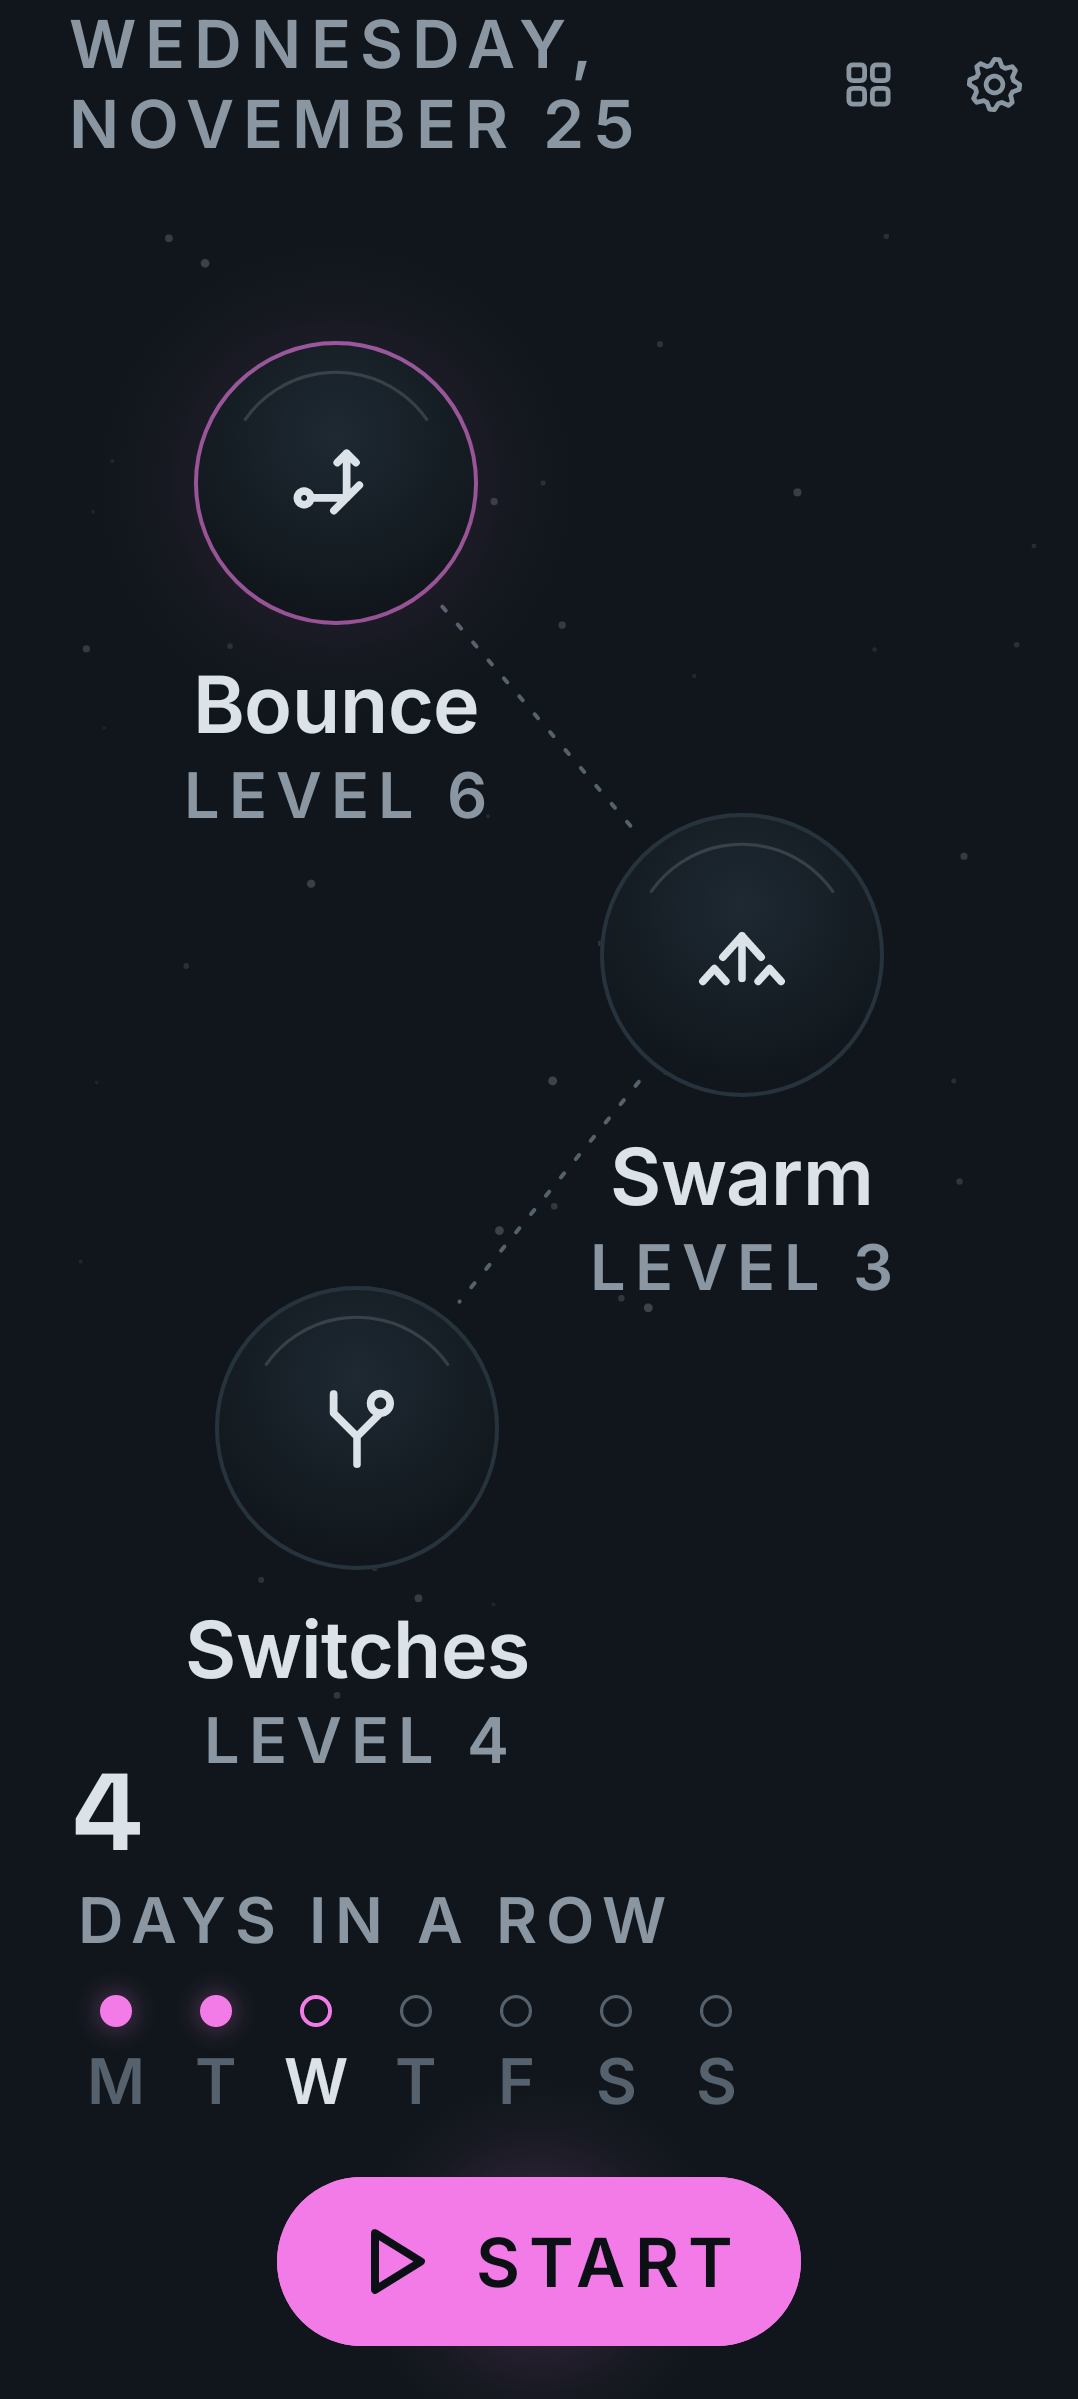 WEDNESDAY,
NOVEMBER 25
Bounce
LEVEL 6
Swarm
LEVEL 3
Switches
LEVEL 4
4
DAYS IN A ROW
M T W T F S S
START